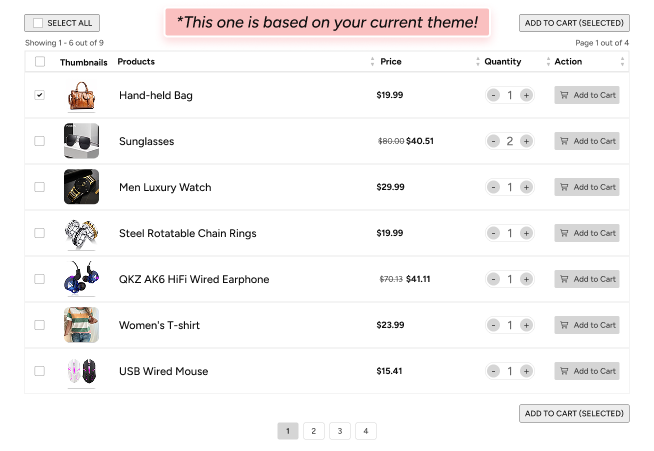 SELECT ALL
*This one is based on your current theme!
ADD TO CART (SELECTED)
Showing 1 - 6 out of 9
Page 1 out of 4
Thumbnails Products Price Quantity Action
Hand-held Bag $19.99 - 1 + Add to Cart
Sunglasses $80.00 $40.51 - 2 + Add to Cart
Men Luxury Watch $29.99 - 1 + Add to Cart
Steel Rotatable Chain Rings $19.99 - 1 + Add to Cart
QKZ AK6 HiFi Wired Earphone $70.13 $41.11 - 1 + Add to Cart
Women's T-shirt $23.99 - 1 + Add to Cart
USB Wired Mouse $15.41 - 1 + Add to Cart
ADD TO CART (SELECTED)
1 2 3 4